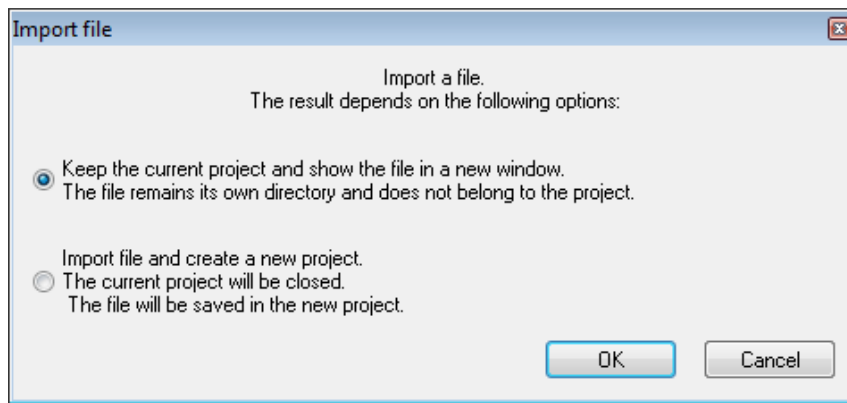 Import file
Import a file.
The result depends on the following options:
Keep the current project and show the file in a new window.
The file remains its own directory and does not belong to the project.
Import file and create a new project.
The current project will be closed.
The file will be saved in the new project.
OK
Cancel